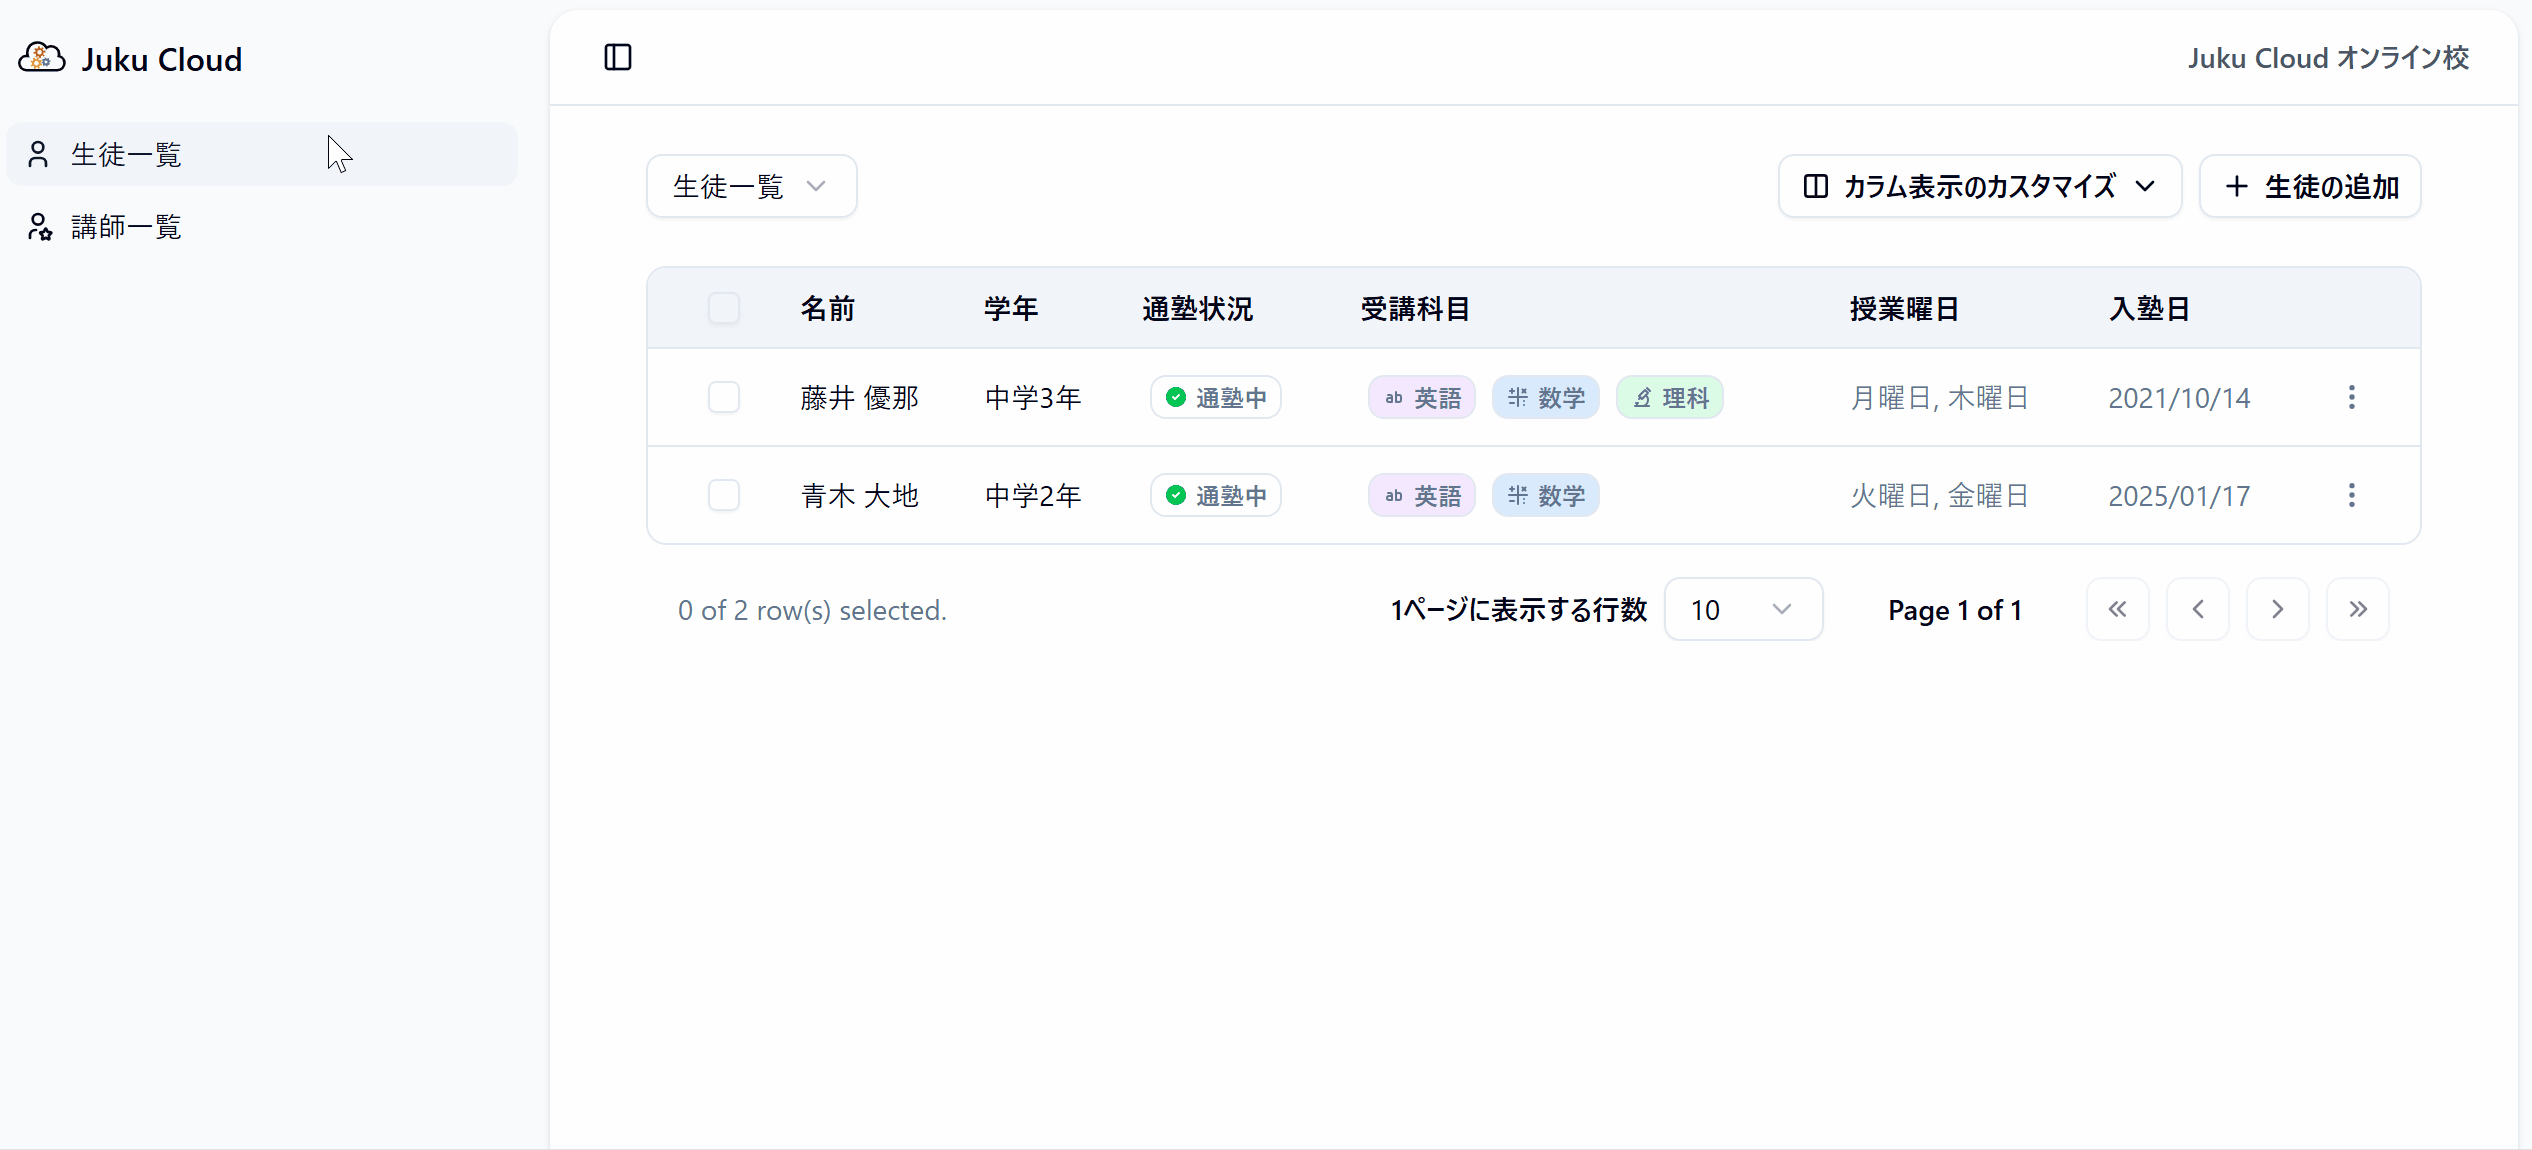 Juku Cloud
生徒一覧
講師一覧
Juku Cloud オンライン校
生徒一覧
カラム表示のカスタマイズ
生徒の追加
名前 学年 通塾状況 受講科目 授業曜日 入塾日
藤井 優那 中学3年 通塾中 ab 英語 数学 理科 月曜日, 木曜日 2021/10/14
青木 大地 中学2年 通塾中 ab 英語 数学 火曜日, 金曜日 2025/01/17
0 of 2 row(s) selected.
1ページに表示する行数 10 Page 1 of 1